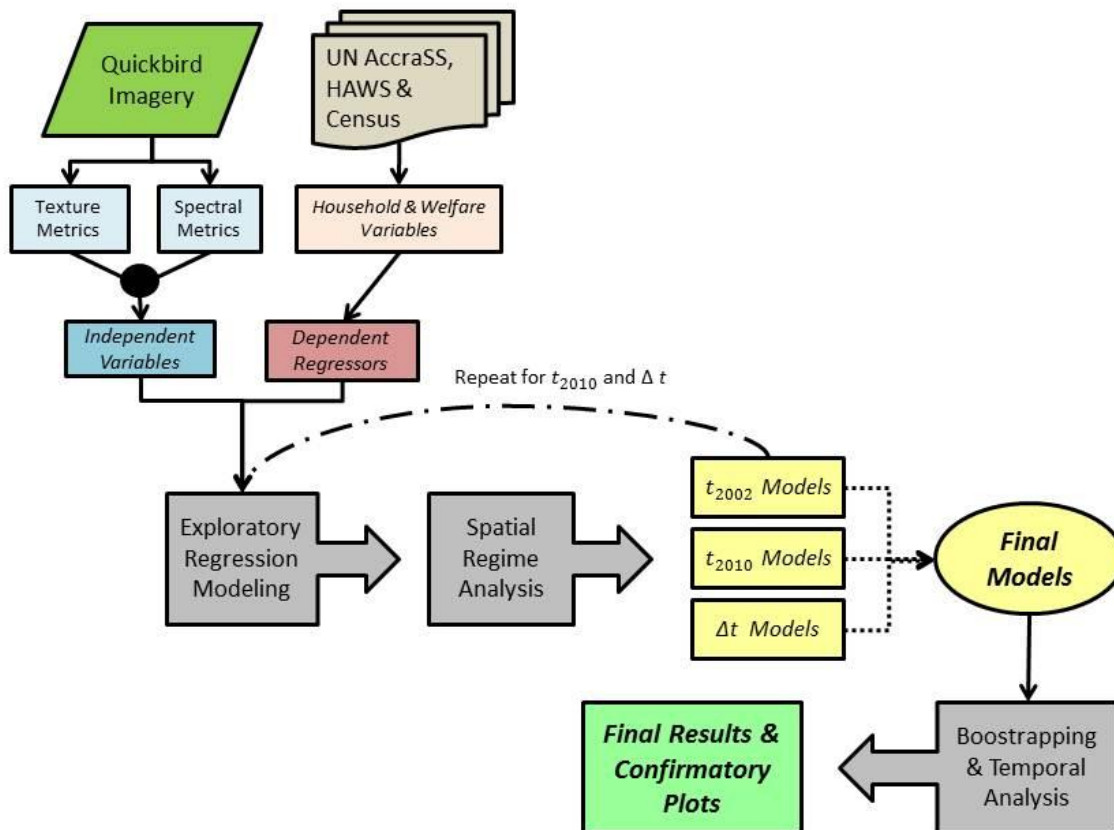 Quickbird
Imagery
UN AccraSS,
HAWS &
Census
Texture
Metrics
Spectral
Metrics
Household & Welfare
Variables
Independent
Variables
Dependent
Regressors
Repeat for t2010 and Δ t
Exploratory
Regression
Modeling
Spatial
Regime
Analysis
t2002 Models
t2010 Models
Δt Models
Final
Models
Final Results &
Confirmatory
Plots
Boostrapping
& Temporal
Analysis